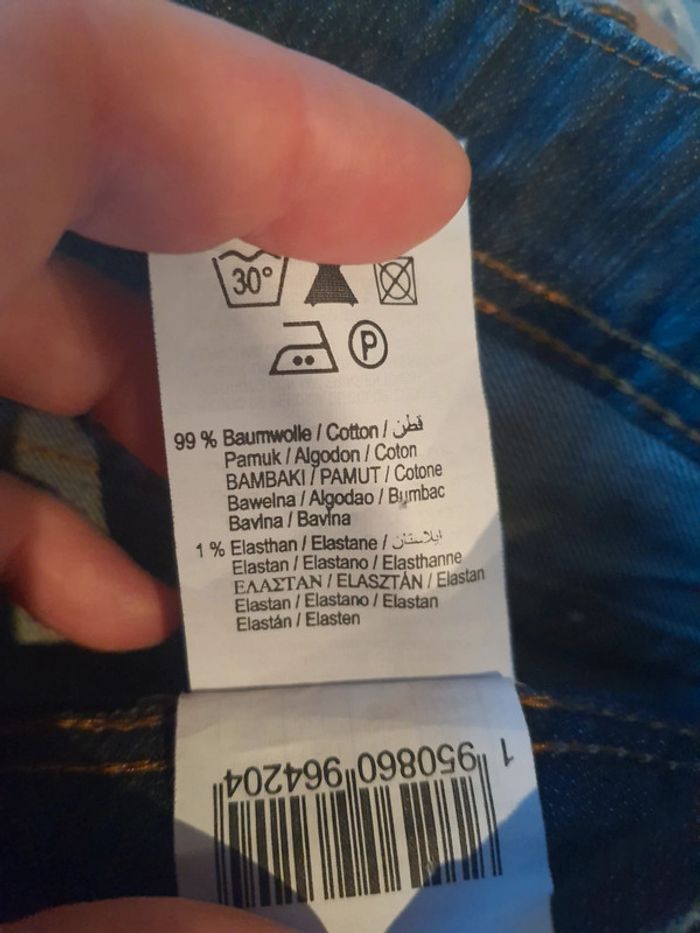 30°
P
99 % Baumwolle / Cotton / قطن
Pamuk / Algodon / Coton
BAMBAKI / PAMUT / Cotone
Bawelna / Algodao / Bumbac
Bavlna / Bavlna
1 % Elasthan / Elastane / ايلاستان
Elastan / Elastano / Elasthanne
ΕΛΑΣΤΑΝ / ELASZTÁN / Elastan
Elastan / Elastano / Elastan
Elastán / Elasten
1 950860 964204